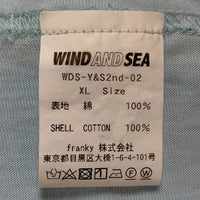 WIND AND SEA
WDS-Y&S2nd-02
XL Size
表地 綿 100%
SHELL COTTON 100%
franky 株式会社
東京都目黒区大橋1-6-4-101号